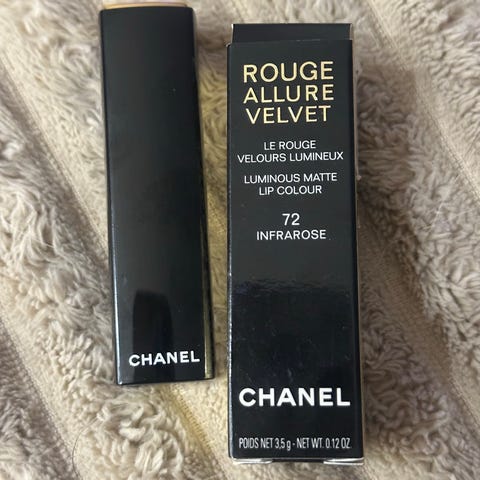 CHANEL
ROUGE
ALLURE
VELVET
LE ROUGE
VELOURS LUMINEUX
LUMINOUS MATTE
LIP COLOUR
72
INFRAROSE
CHANEL
POIDS NET 3,5 g - NET WT. 0.12 OZ.